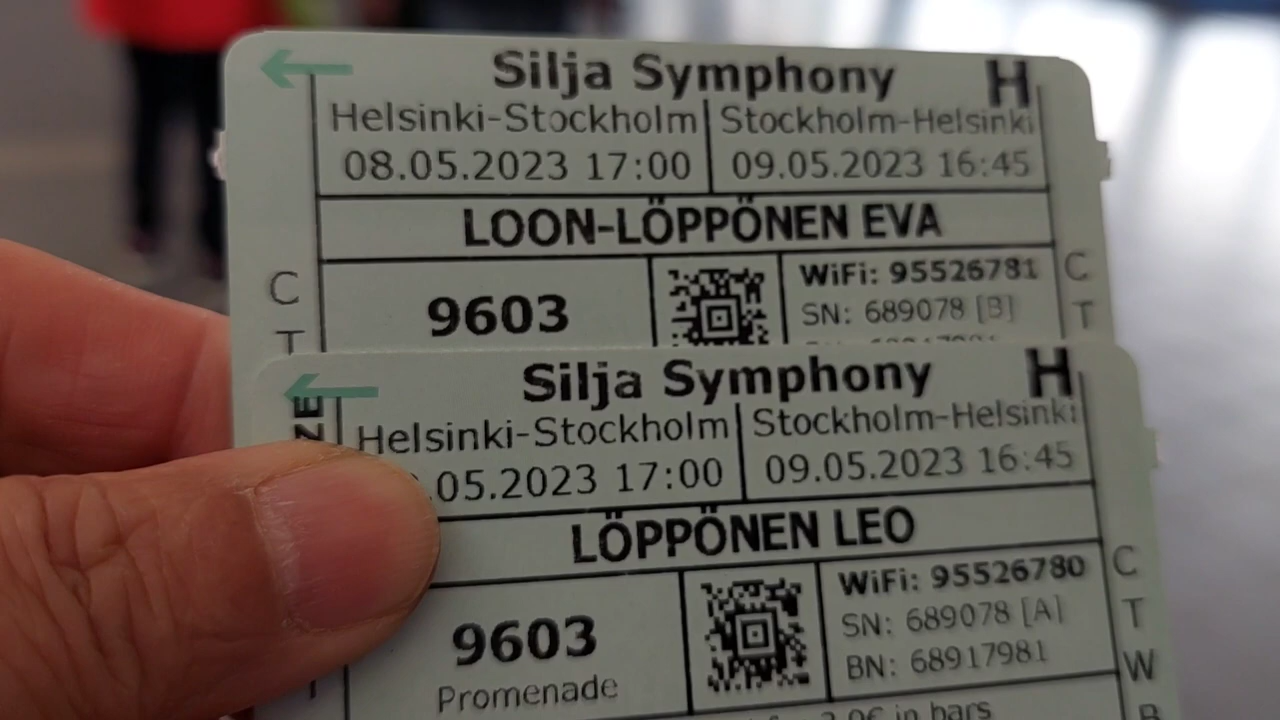 Silja Symphony H
Helsinki-Stockholm Stockholm-Helsinki
08.05.2023 17:00 09.05.2023 16:45
LOON-LÖPPÖNEN EVA
9603
WiFi: 95526781
SN: 689078 [B]
C
T
C
T
Silja Symphony H
Helsinki-Stockholm Stockholm-Helsinki
.05.2023 17:00 09.05.2023 16:45
LÖPPÖNEN LEO
9603
Promenade
WiFi: 95526780
SN: 689078 [A]
BN: 68917981
C
T
W
in bars